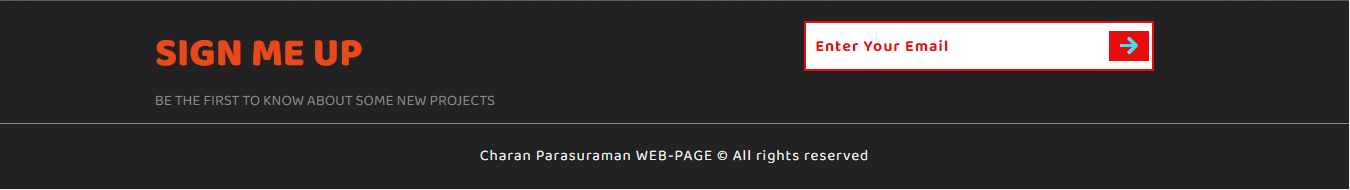 SIGN ME UP
BE THE FIRST TO KNOW ABOUT SOME NEW PROJECTS
Enter Your Email
Charan Parasuraman WEB-PAGE © All rights reserved